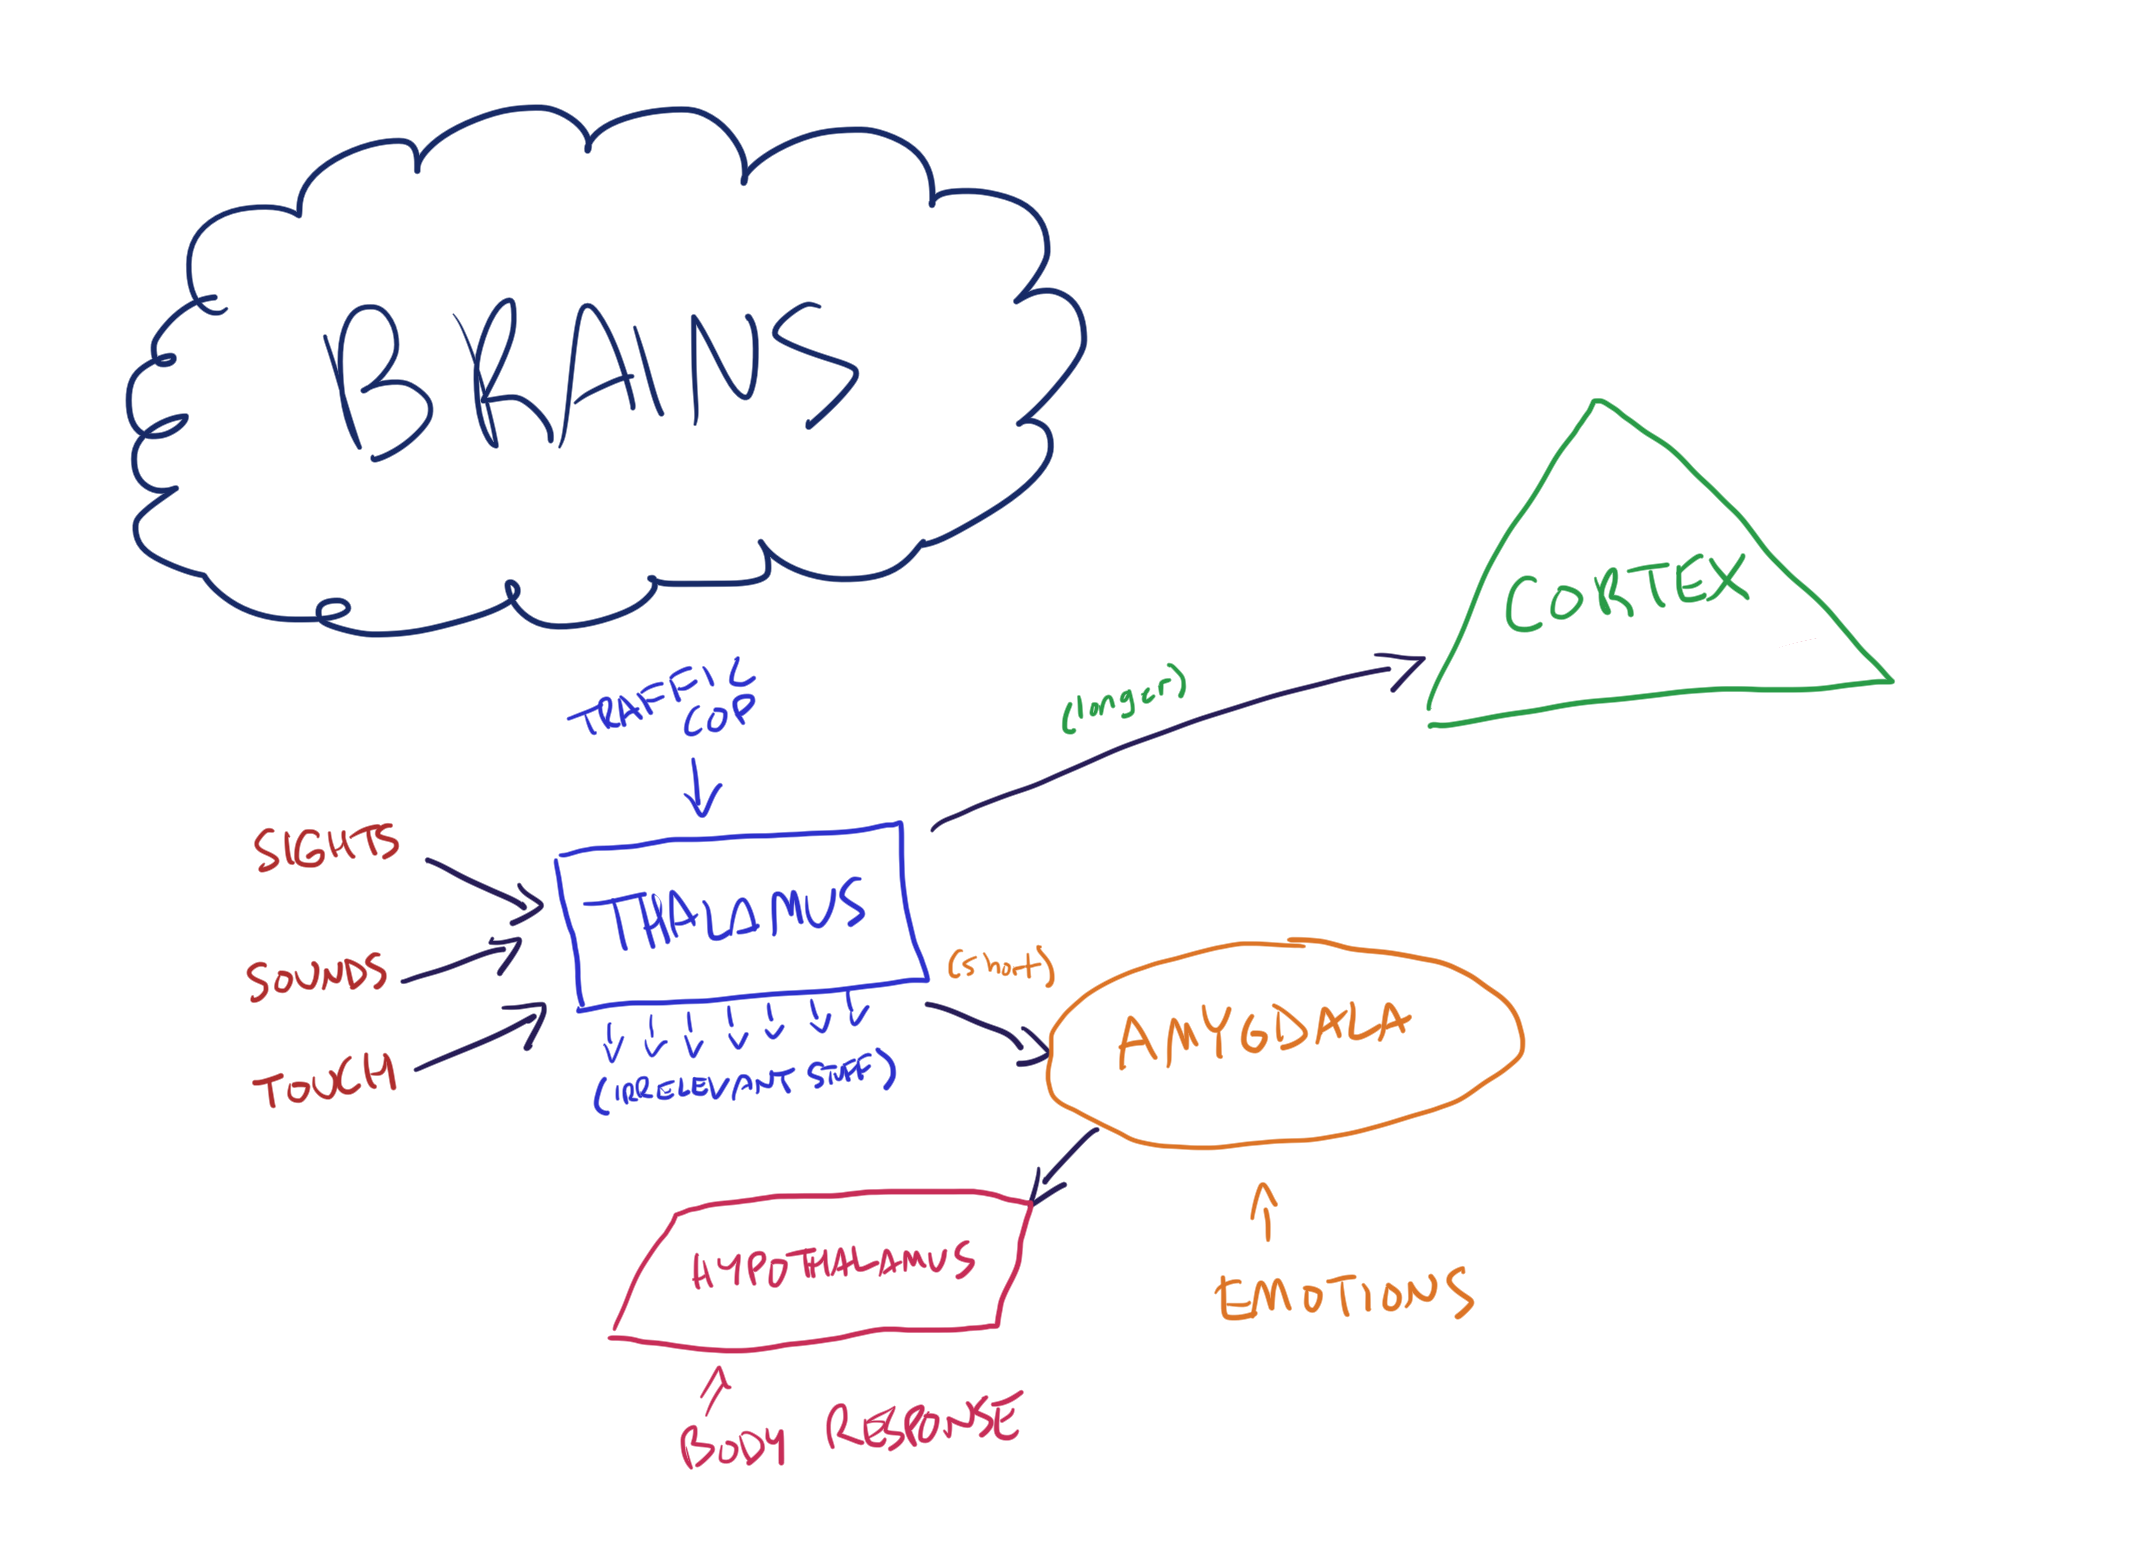 BRAINS
TRAFFIC
COP
(longer)
CORTEX
SIGHTS
SOUNDS
TOUCH
THALAMUS
(IRRELEVANT STUFF)
(short)
AMYGDALA
EMOTIONS
HYPOTHALAMUS
BODY RESPONSE